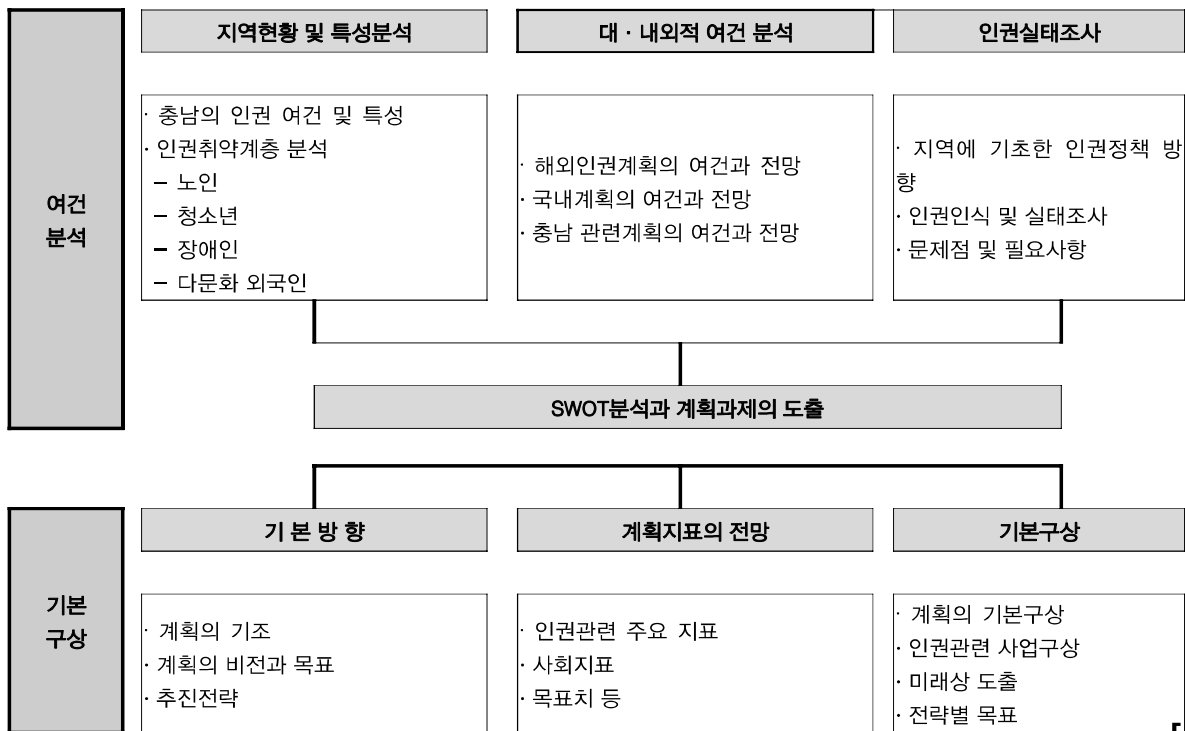 여건
분석
지역현황 및 특성분석
· 충남의 인권 여건 및 특성
· 인권취약계층 분석
– 노인
– 청소년
– 장애인
– 다문화 외국인
대 · 내외적 여건 분석
· 해외인권계획의 여건과 전망
· 국내계획의 여건과 전망
· 충남 관련계획의 여건과 전망
인권실태조사
· 지역에 기초한 인권정책 방
향
· 인권인식 및 실태조사
· 문제점 및 필요사항
SWOT분석과 계획과제의 도출
기본
구상
기 본 방 향
· 계획의 기조
· 계획의 비전과 목표
· 추진전략
계획지표의 전망
· 인권관련 주요 지표
· 사회지표
· 목표치 등
기본구상
· 계획의 기본구상
· 인권관련 사업구상
· 미래상 도출
· 전략별 목표